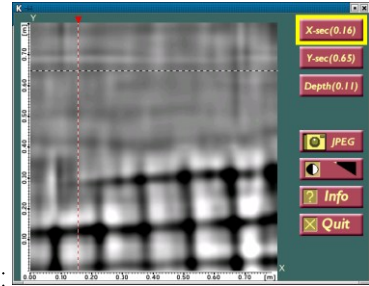 K
Y
[m]
0.70
0.60
0.50
0.40
0.30
0.20
0.10
0.00 0.10 0.20 0.30 0.40 0.50 0.60 0.70 [m]
X
X-sec(0.16)
Y-sec(0.65)
Depth(0.11)
JPEG
? Info
Quit